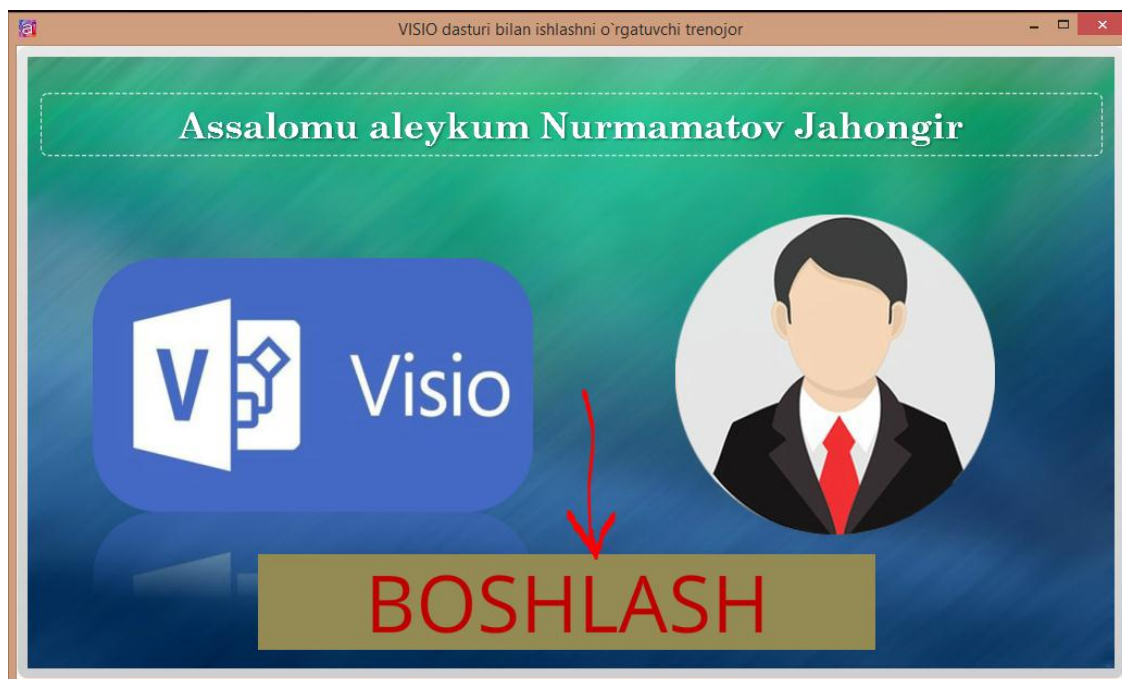 VISIO dasturi bilan ishlashni o`rgatuvchi trenojor
Assalomu aleykum Nurmamatov Jahongir
V
Visio
BOSHLASH